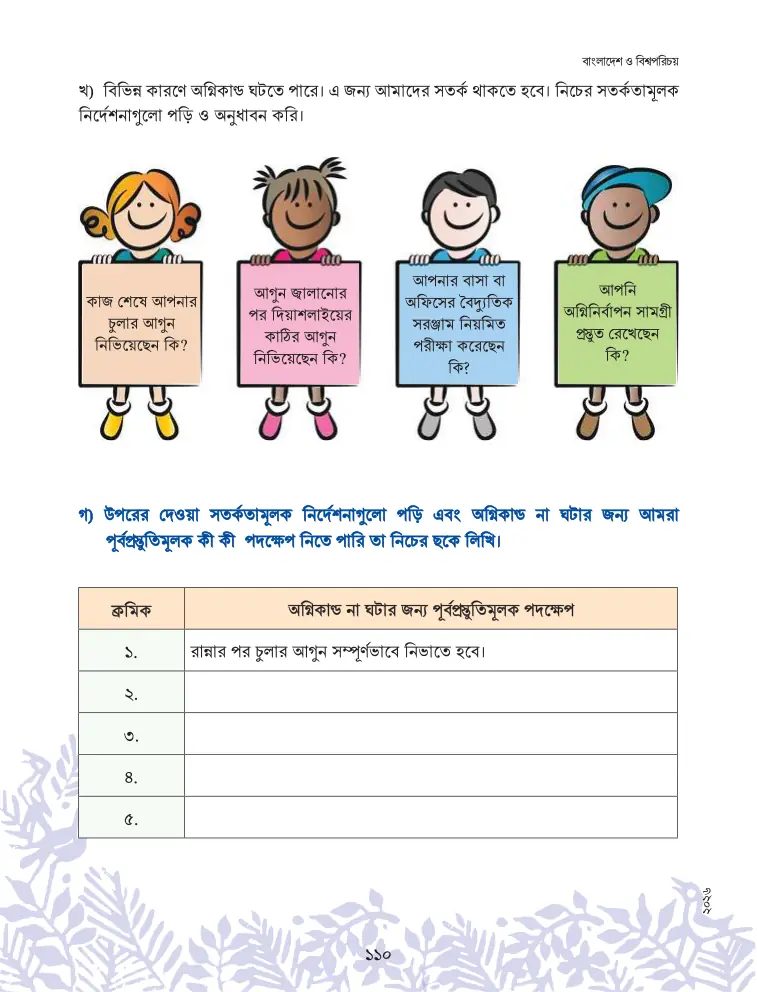 বাংলাদেশ ও বিশ্বপরিচয়
খ) বিভিন্ন কারণে অগ্নিকান্ড ঘটতে পারে। এ জন্য আমাদের সতর্ক থাকতে হবে। নিচের সতর্কতামূলক
নির্দেশনাগুলো পড়ি ও অনুধাবন করি।
কাজ শেষে আপনার
চুলার আগুন
নিভিয়েছেন কি?
আগুন জ্বালানোর
পর দিয়াশলাইয়ের
কাঠির আগুন
নিভিয়েছেন কি?
আপনার বাসা বা
অফিসের বৈদ্যুতিক
সরঞ্জাম নিয়মিত
পরীক্ষা করেছেন
কি?
আপনি
অগ্নিনির্বাপন সামগ্রী
প্রস্তুত রেখেছেন
কি?
গ) উপরের দেওয়া সতর্কতামূলক নির্দেশনাগুলো পড়ি এবং অগ্নিকান্ড না ঘটার জন্য আমরা
পূর্বপ্রস্তুতিমূলক কী কী পদক্ষেপ নিতে পারি তা নিচের ছকে লিখি।
ক্রমিক অগ্নিকান্ড না ঘটার জন্য পূর্বপ্রস্তুতিমূলক পদক্ষেপ
১. রান্নার পর চুলার আগুন সম্পূর্ণভাবে নিভাতে হবে।
২.
৩.
৪.
৫.
২০২৬
১১০